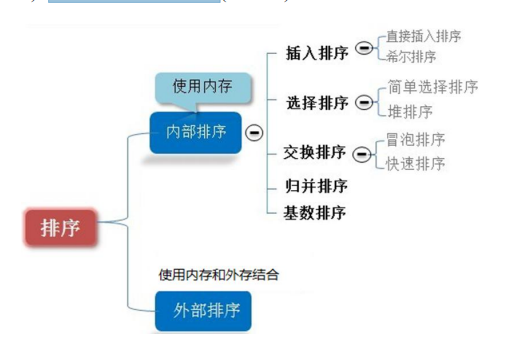 使用内存
内部排序
插入排序
直接插入排序
希尔排序
选择排序
简单选择排序
堆排序
交换排序
冒泡排序
快速排序
归并排序
基数排序
排序
使用内存和外存结合
外部排序